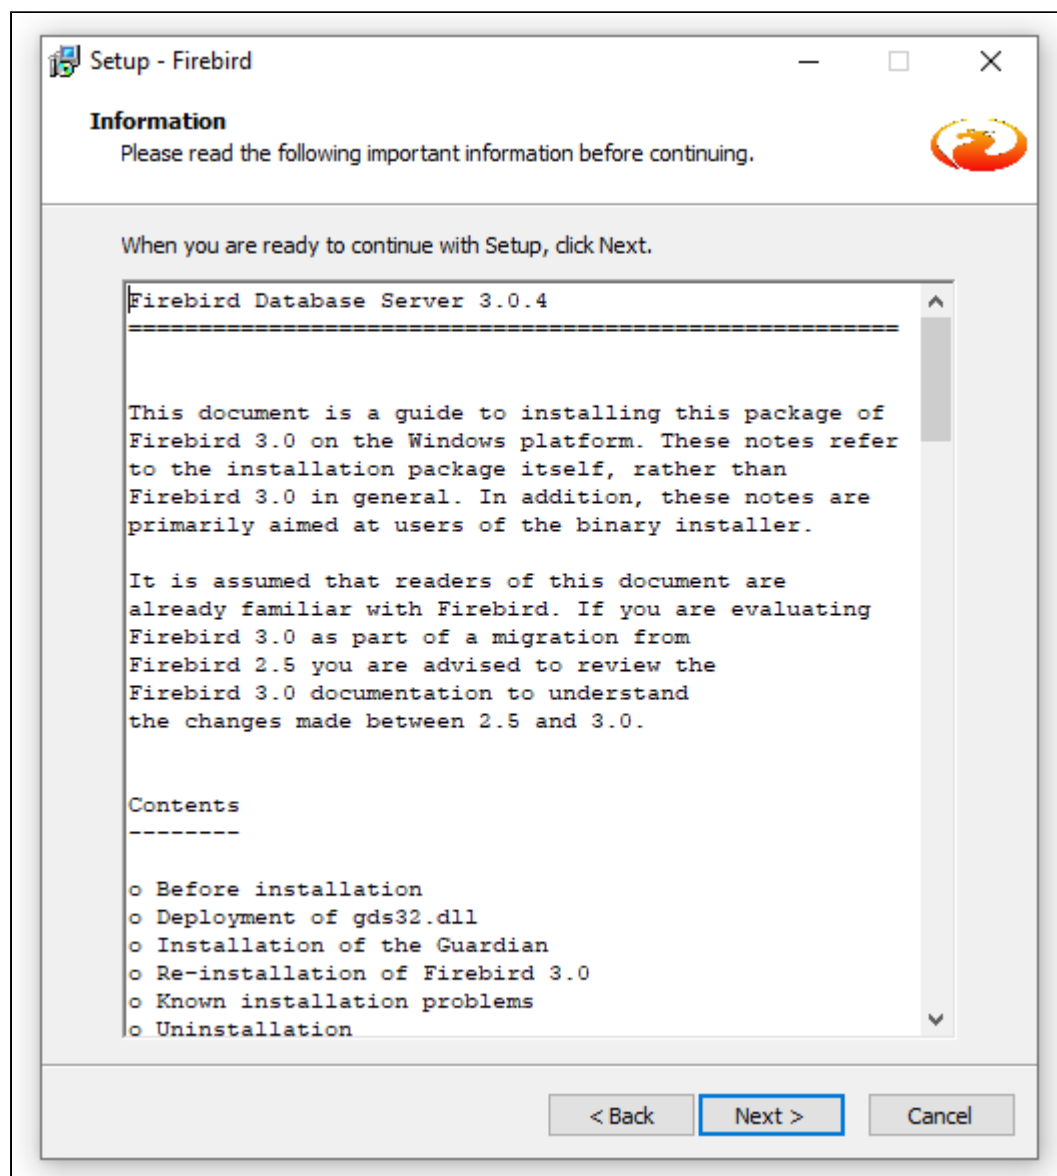 Setup - Firebird
Information
Please read the following important information before continuing.
When you are ready to continue with Setup, click Next.
Firebird Database Server 3.0.4
=======================================================
This document is a guide to installing this package of
Firebird 3.0 on the Windows platform. These notes refer
to the installation package itself, rather than
Firebird 3.0 in general. In addition, these notes are
primarily aimed at users of the binary installer.
It is assumed that readers of this document are
already familiar with Firebird. If you are evaluating
Firebird 3.0 as part of a migration from
Firebird 2.5 you are advised to review the
Firebird 3.0 documentation to understand
the changes made between 2.5 and 3.0.
Contents
--------
o Before installation
o Deployment of gds32.dll
o Installation of the Guardian
o Re-installation of Firebird 3.0
o Known installation problems
o Uninstallation
< Back Next > Cancel